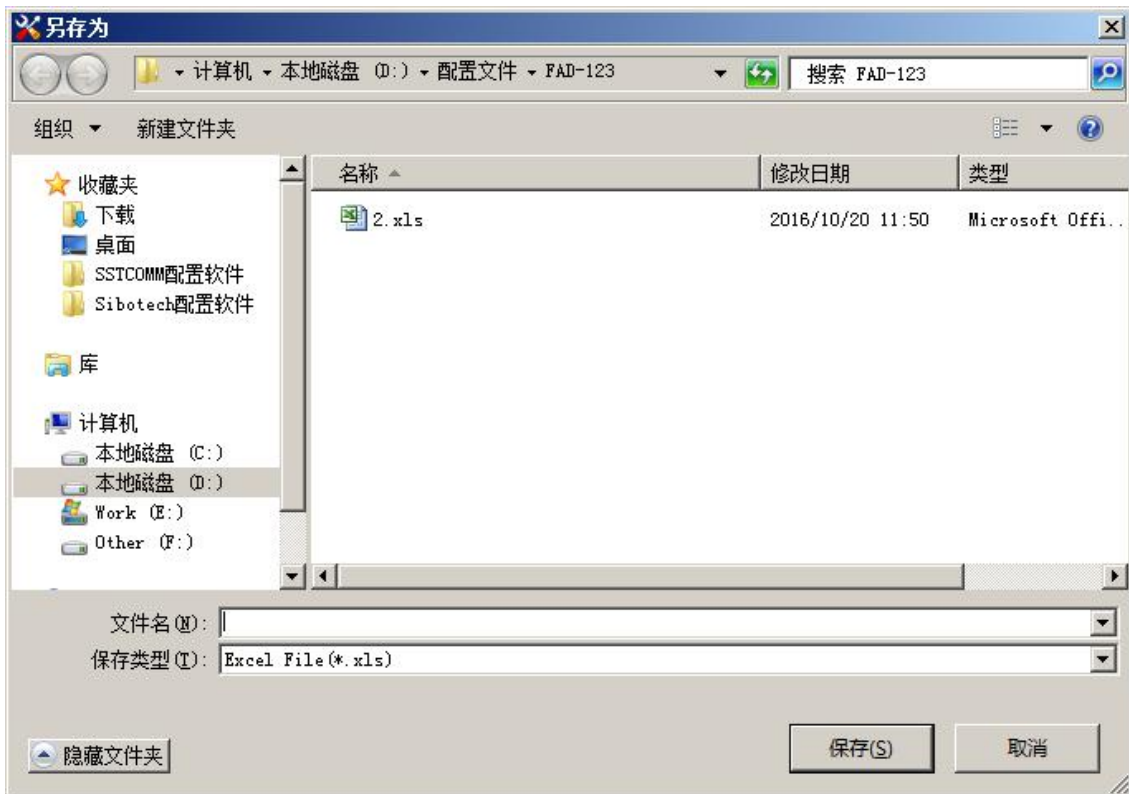 另存为
计算机 本地磁盘 (D:) 配置文件 FAD-123
搜索 FAD-123
组织 新建文件夹
名称 修改日期 类型
收藏夹
下载
桌面
SSTCOMM配置软件
Sibotech配置软件
库
计算机
本地磁盘 (C:)
本地磁盘 (D:)
Work (E:)
Other (F:)
2.xls 2016/10/20 11:50 Microsoft Offi..
文件名(N):
保存类型(T): Excel File(*.xls)
隐藏文件夹 保存(S) 取消